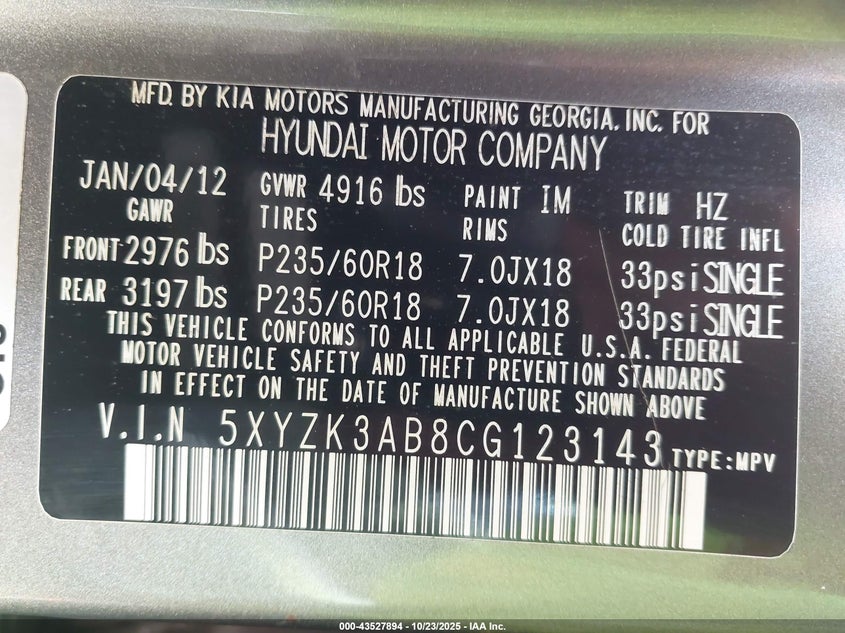 MFD. BY KIA MOTORS MANUFACTURING GEORGIA, INC. FOR
HYUNDAI MOTOR COMPANY
JAN/04/12 GVWR 4916 lbs PAINT IM TRIM HZ
GAWR TIRES RIMS COLD TIRE INFL
FRONT 2976 lbs P235/60R18 7.0JX18 33psi SINGLE
REAR 3197 lbs P235/60R18 7.0JX18 33psi SINGLE
THIS VEHICLE CONFORMS TO ALL APPLICABLE U.S.A. FEDERAL
MOTOR VEHICLE SAFETY AND THEFT PREVENTION STANDARDS
IN EFFECT ON THE DATE OF MANUFACTURE SHOWN ABOVE
V.I.N 5XYZK3AB8CG123143 TYPE:MPV
000-43527894 - 10/23/2025 - IAA Inc.